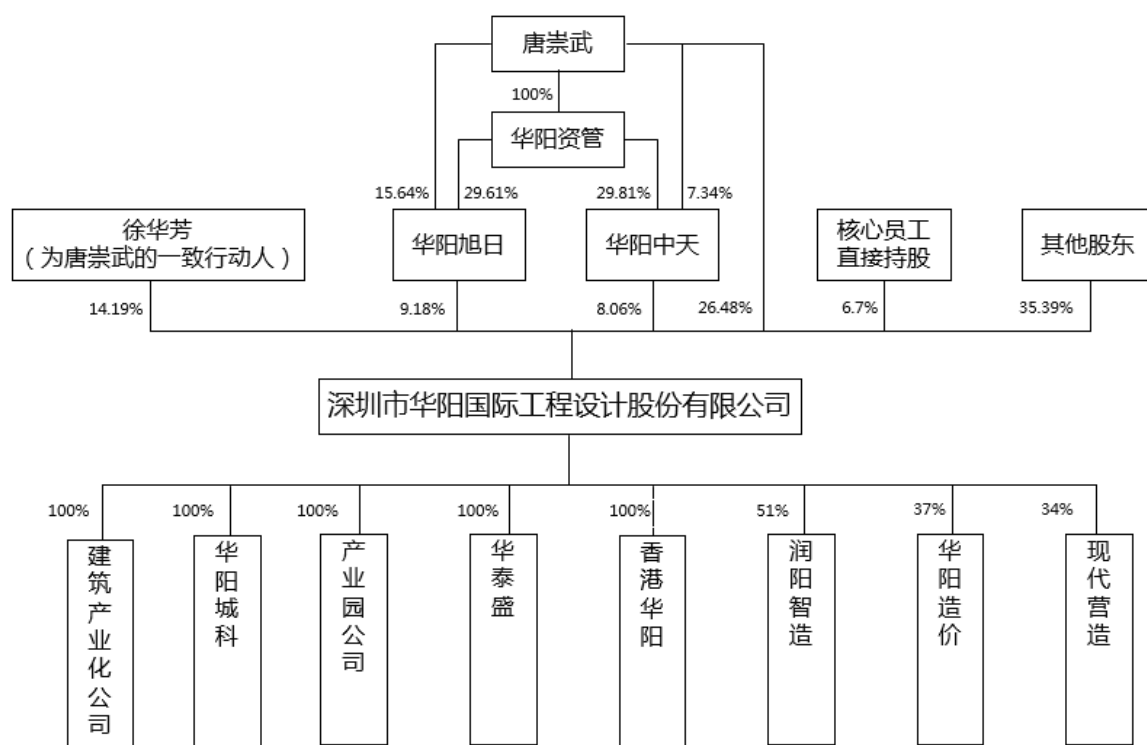 唐崇武
100%
华阳资管
15.64%
29.61%
29.81%
7.34%
徐华芳
（为唐崇武的一致行动人）
华阳旭日
华阳中天
核心员工
直接持股
其他股东
14.19%
9.18%
8.06%
26.48%
6.7%
35.39%
深圳市华阳国际工程设计股份有限公司
100%
100%
100%
100%
100%
51%
37%
34%
建筑产业化公司
华阳城科
产业园公司
华泰盛
香港华阳
润阳智造
华阳造价
现代营造